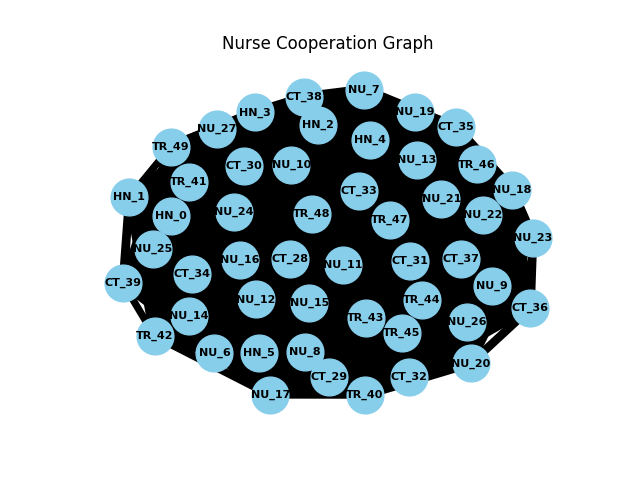 Nurse Cooperation Graph
NU_7
CT_38
HN_3
NU_19
HN_2
CT_35
NU_27
HN_4
TR_49
NU_13
TR_46
CT_30
NU_10
TR_41
NU_18
CT_33
HN_1
NU_21
NU_24
TR_48
NU_22
HN_0
TR_47
NU_23
NU_25
NU_16
CT_28
NU_11
CT_31
CT_37
CT_34
CT_39
NU_9
NU_12
NU_15
TR_44
CT_36
NU_14
TR_43
NU_26
TR_45
TR_42
NU_6
HN_5
NU_8
NU_20
CT_29
CT_32
NU_17
TR_40